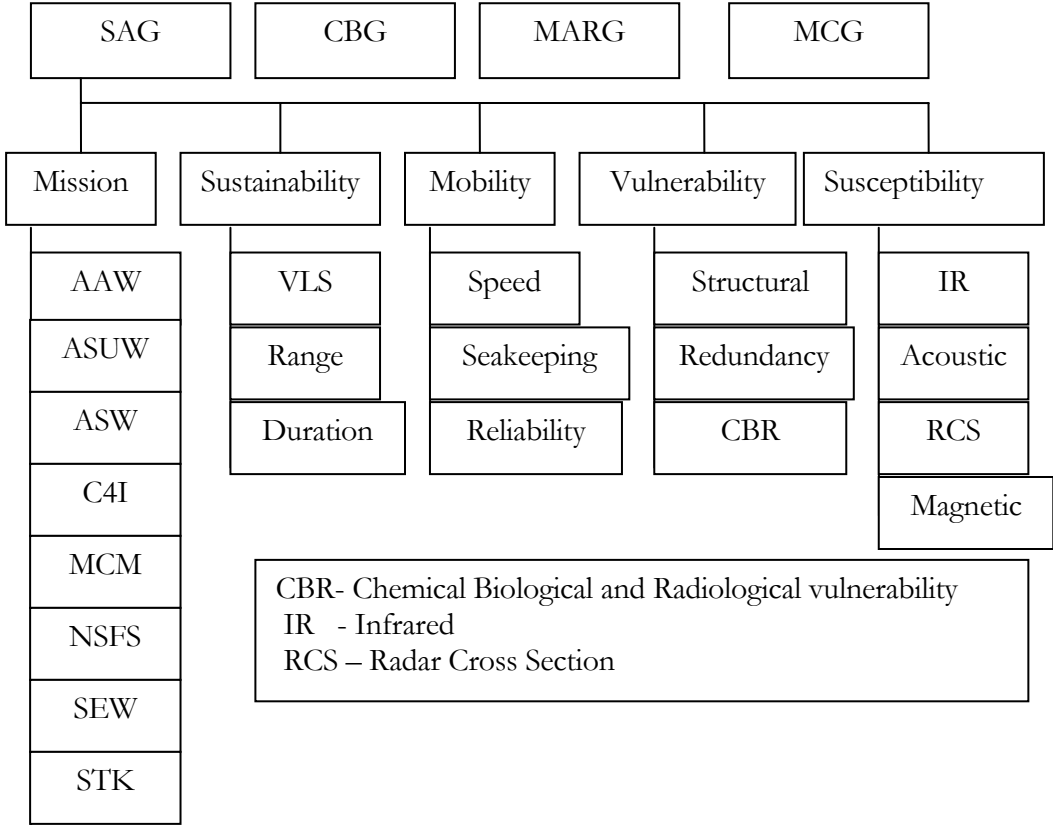 SAG
CBG
MARG
MCG
Mission
Sustainability
Mobility
Vulnerability
Susceptibility
AAW
ASUW
ASW
C4I
MCM
NSFS
SEW
STK
VLS
Range
Duration
Speed
Seakeeping
Reliability
Structural
Redundancy
CBR
IR
Acoustic
RCS
Magnetic
CBR- Chemical Biological and Radiological vulnerability
IR - Infrared
RCS – Radar Cross Section